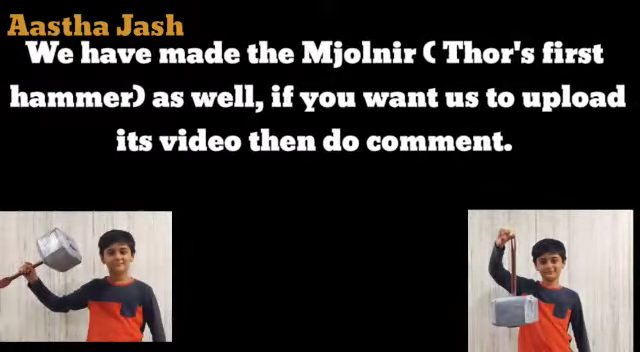 Aastha Jash
We have made the Mjolnir ( Thor's first
hammer) as well, if you want us to upload
its video then do comment.